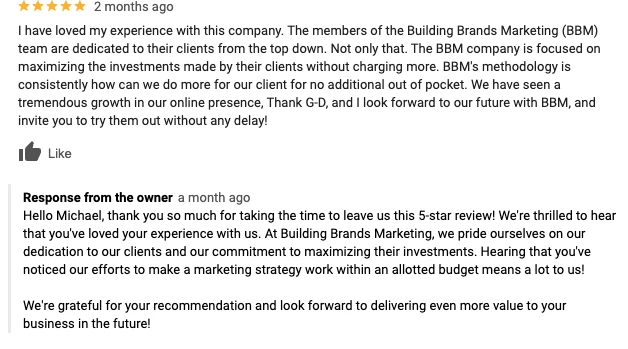 2 months ago
I have loved my experience with this company. The members of the Building Brands Marketing (BBM)
team are dedicated to their clients from the top down. Not only that. The BBM company is focused on
maximizing the investments made by their clients without charging more. BBM's methodology is
consistently how can we do more for our client for no additional out of pocket. We have seen a
tremendous growth in our online presence, Thank G-D, and I look forward to our future with BBM, and
invite you to try them out without any delay!
Like
Response from the owner a month ago
Hello Michael, thank you so much for taking the time to leave us this 5-star review! We're thrilled to hear
that you've loved your experience with us. At Building Brands Marketing, we pride ourselves on our
dedication to our clients and our commitment to maximizing their investments. Hearing that you've
noticed our efforts to make a marketing strategy work within an allotted budget means a lot to us!
We're grateful for your recommendation and look forward to delivering even more value to your
business in the future!